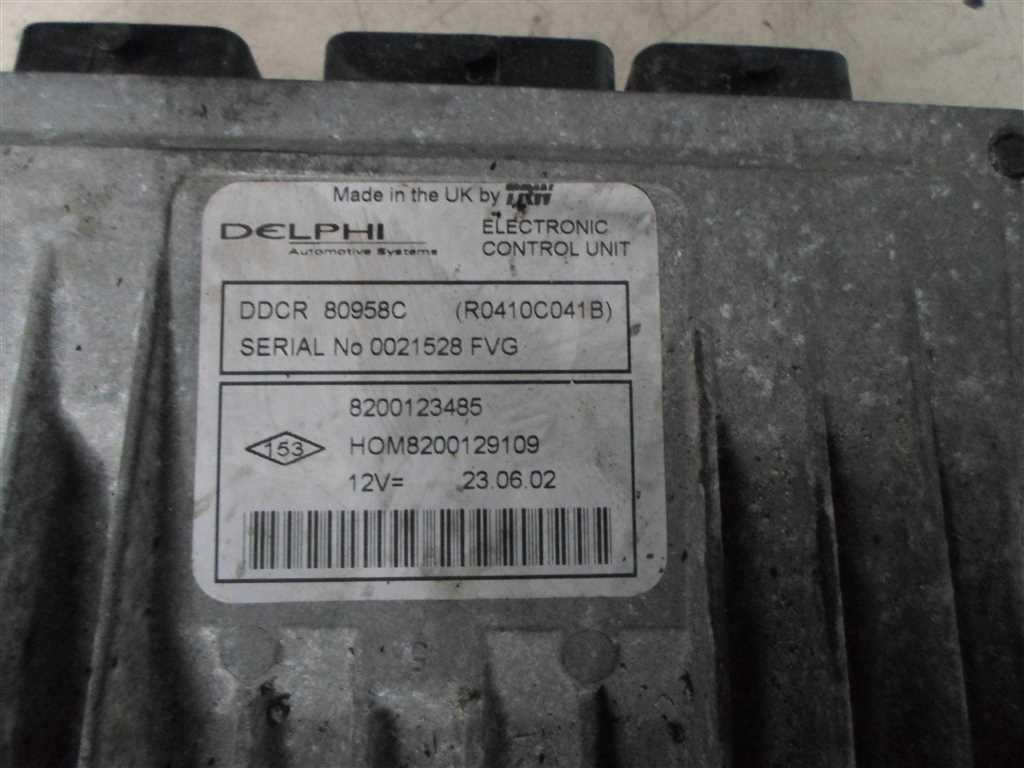 Made in the UK by TRW
DELPHI
Automotive Systems
ELECTRONIC
CONTROL UNIT
DDCR 80958C (R0410C041B)
SERIAL No 0021528 FVG
8200123485
153 HOM8200129109
12V= 23.06.02
5